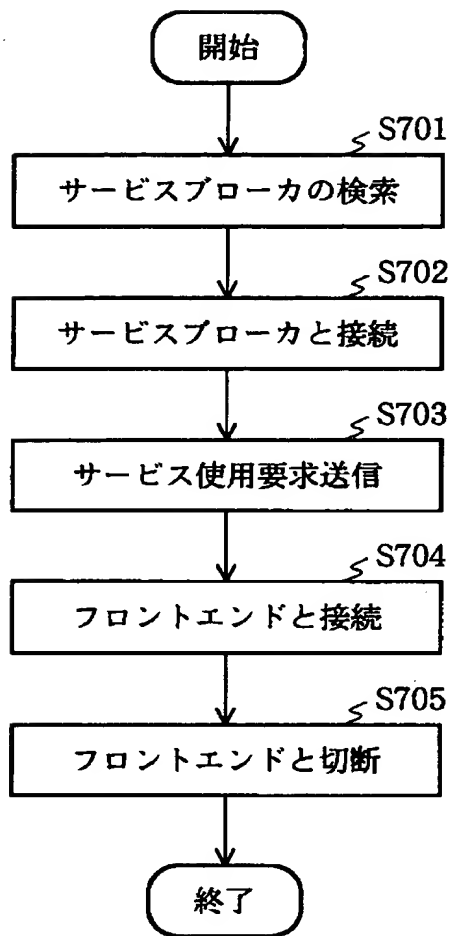 開始
S701
サービスブローカの検索
S702
サービスブローカと接続
S703
サービス使用要求送信
S704
フロントエンドと接続
S705
フロントエンドと切断
終了